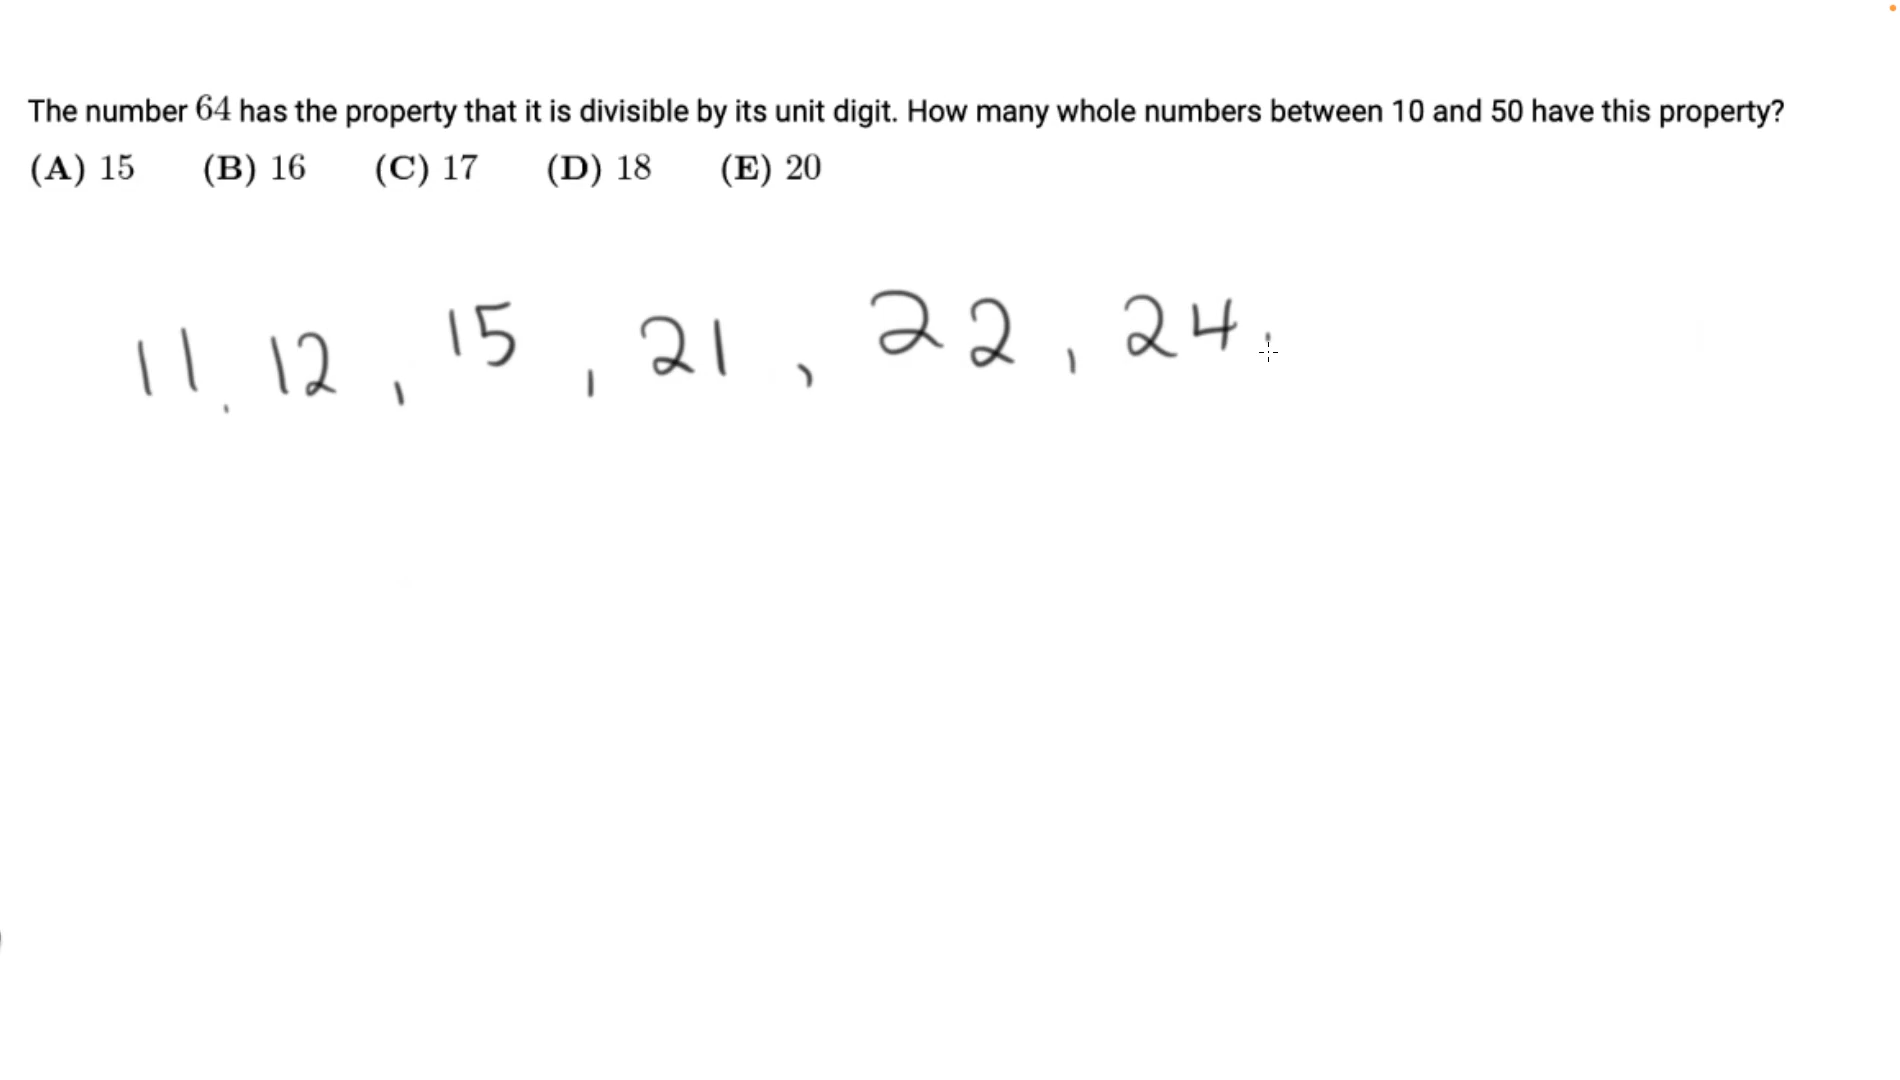 The number 64 has the property that it is divisible by its unit digit. How many whole numbers between 10 and 50 have this property?
(A) 15 (B) 16 (C) 17 (D) 18 (E) 20
11, 12, 15, 21, 22, 24,